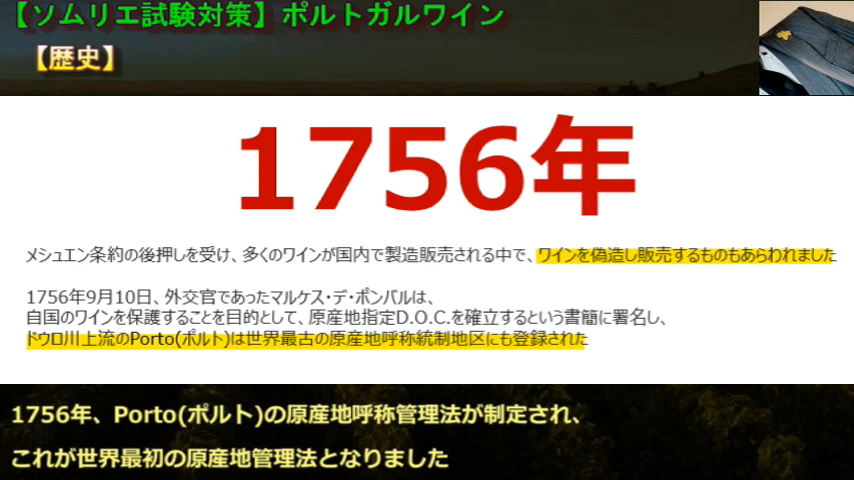 【ソムリエ試験対策】ポルトガルワイン
【歴史】
1756年
メシュエン条約の後押しを受け、多くのワインが国内で製造販売される中で、ワインを偽造し販売するものもあらわれました
1756年9月10日、外交官であったマルケス・デ・ポンバルは、
自国のワインを保護することを目的として、原産地指定D.O.C.を確立するという書簡に署名し、
ドウロ川上流のPorto(ポルト)は世界最古の原産地呼称統制地区にも登録された
1756年、Porto(ポルト)の原産地呼称管理法が制定され、
これが世界最初の原産地管理法となりました